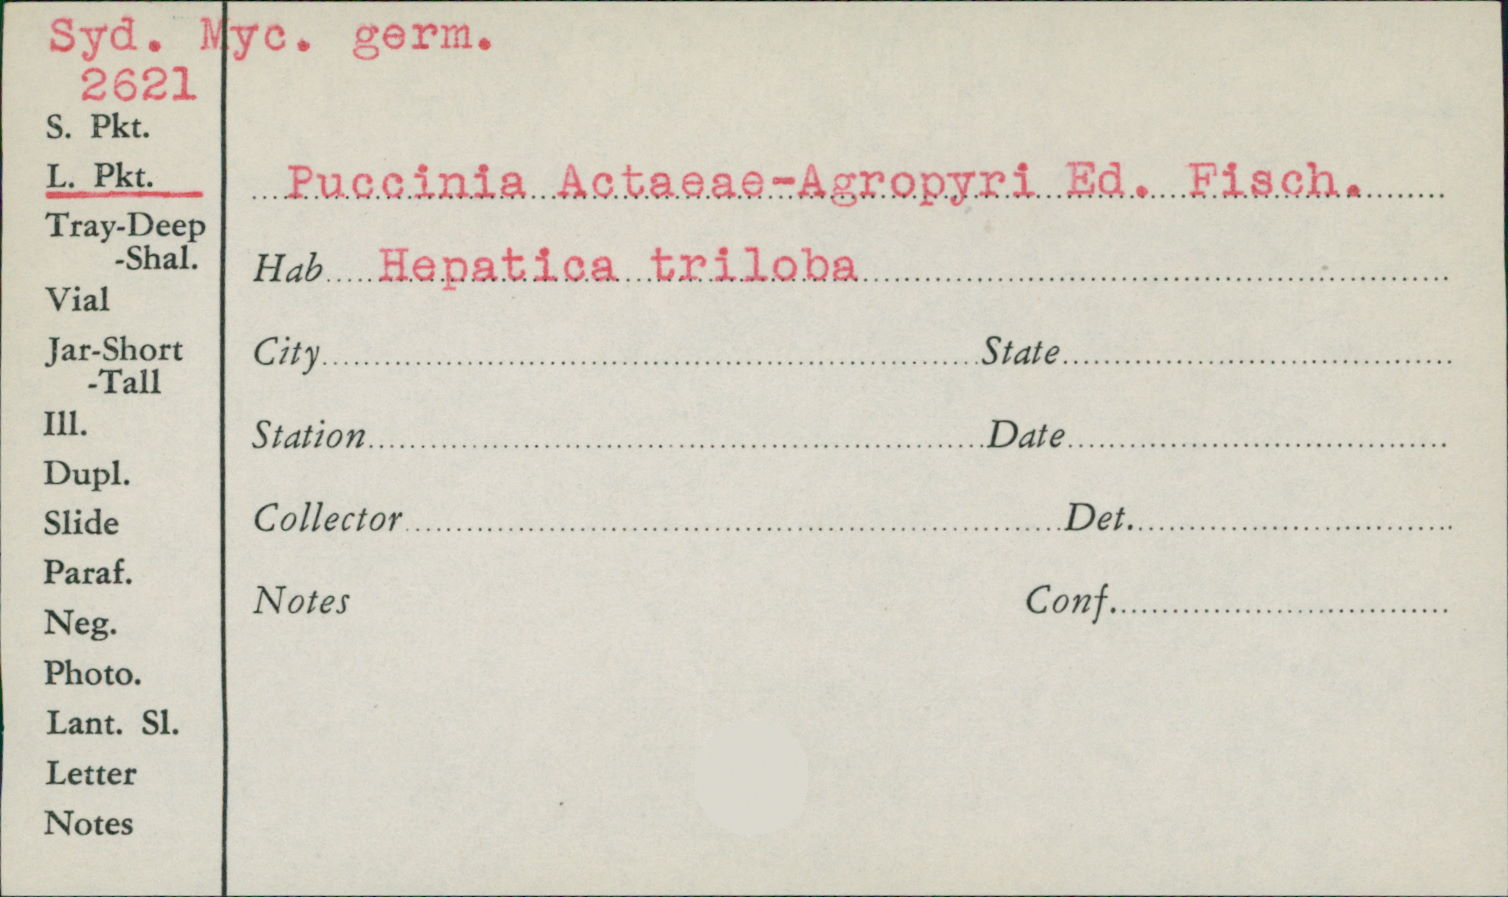 Syd. Myc. germ.
2621
S. Pkt.
L. Pkt.
Tray-Deep
-Shal.
Vial
Jar-Short
-Tall
Ill.
Dupl.
Slide
Paraf.
Neg.
Photo.
Lant. Sl.
Letter
Notes
Puccinia Actaeae-Agropyri Ed. Fisch.
Hab Hepatica triloba
City State
Station Date
Collector Det.
Notes Conf.